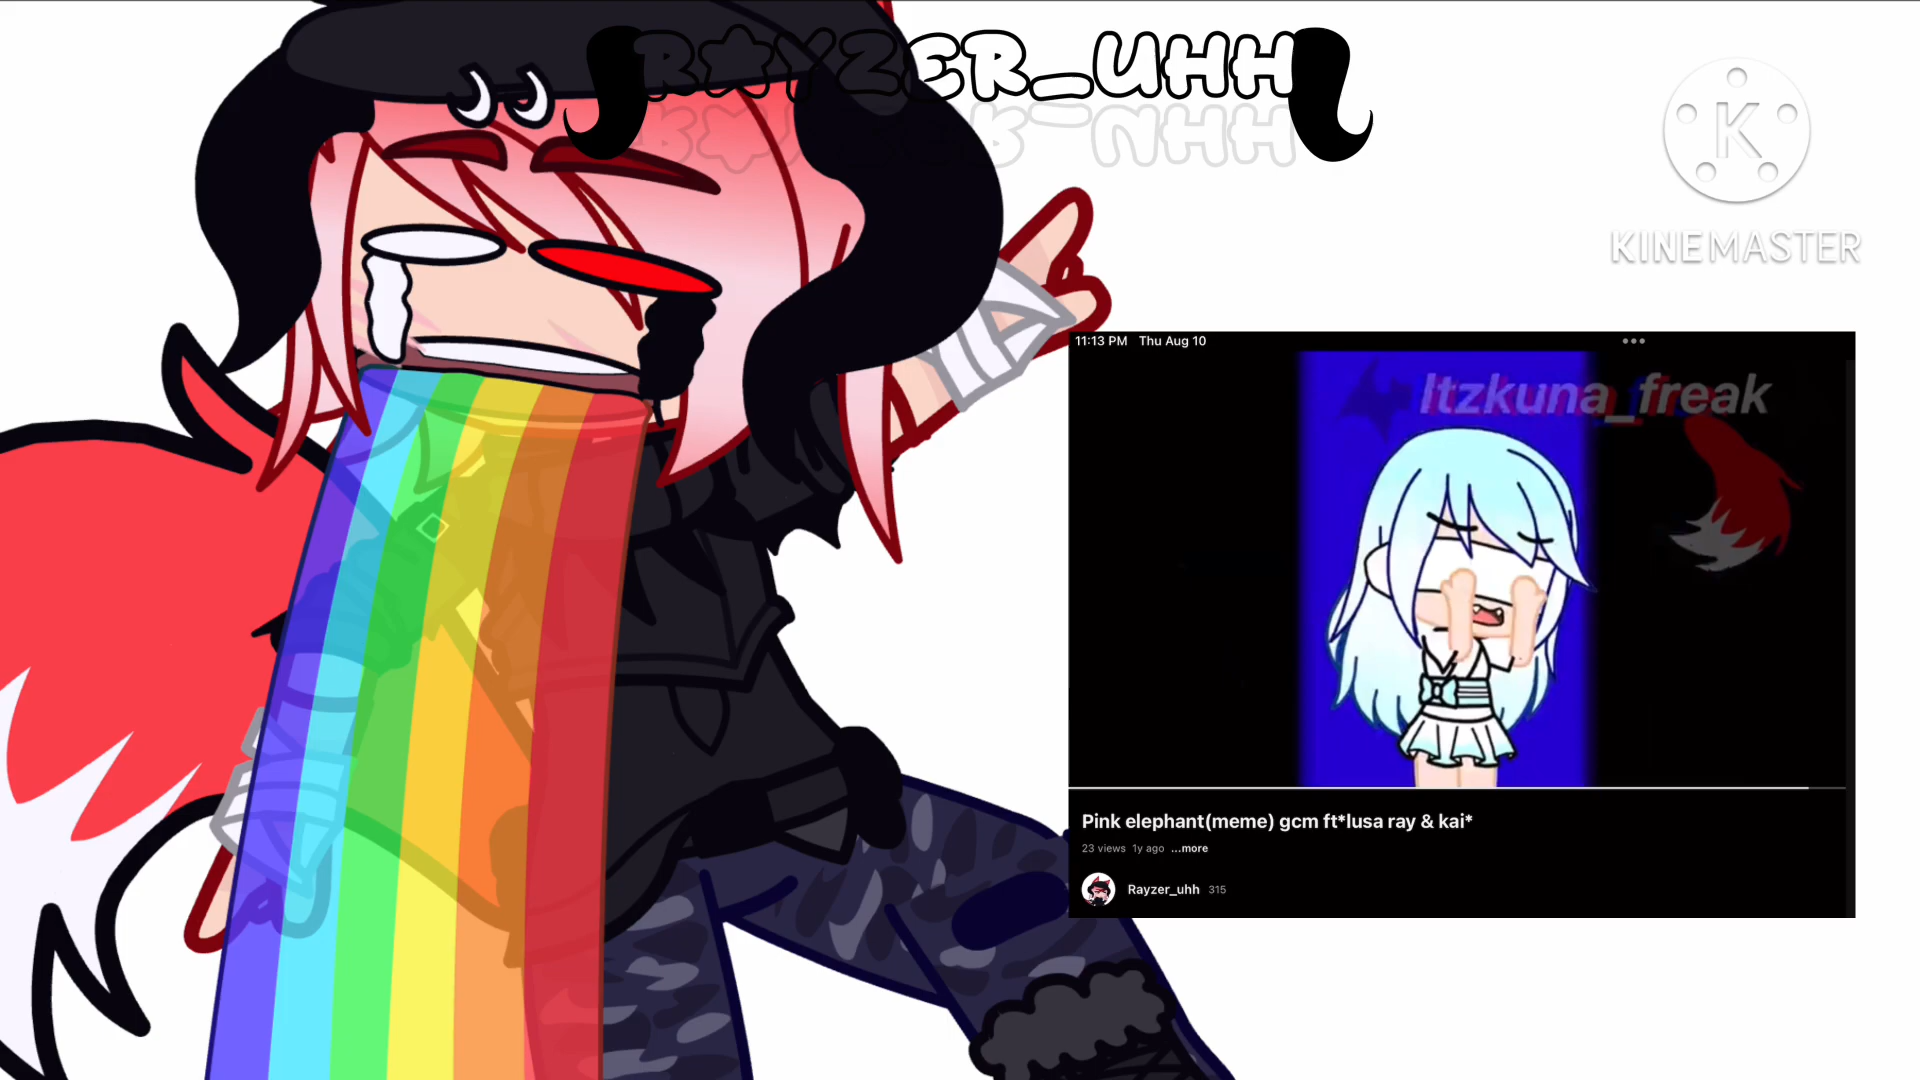 RAYZER_UHH
K
KINEMASTER
11:13 PM Thu Aug 10
Itzkuna_freak
Pink elephant(meme) gcm ft*lusa ray & kai*
23 views 1y ago ...more
Rayzer_uhh 315